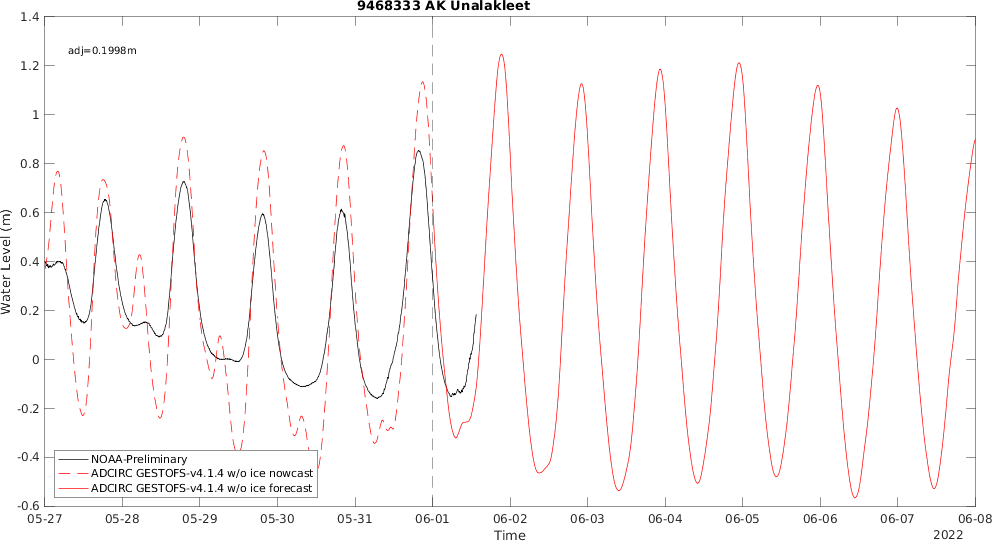 9468333 AK Unalakleet
adj=0.1998m
Water Level (m)
1.4
1.2
1
0.8
0.6
0.4
0.2
0
-0.2
-0.4
-0.6
NOAA-Preliminary
ADCIRC GESTOFS-v4.1.4 w/o ice nowcast
ADCIRC GESTOFS-v4.1.4 w/o ice forecast
05-27 05-28 05-29 05-30 05-31 06-01 06-02 06-03 06-04 06-05 06-06 06-07 06-08
Time
2022